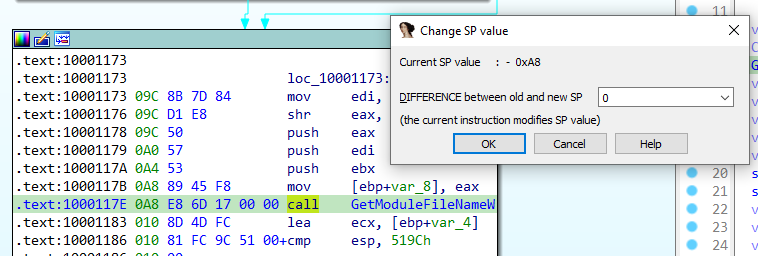 .text:10001173
.text:10001173 loc_10001173:
.text:10001173 09C 8B 7D 84 mov edi,
.text:10001176 09C D1 E8 shr eax,
.text:10001178 09C 50 push eax
.text:10001179 0A0 57 push edi
.text:1000117A 0A4 53 push ebx
.text:1000117B 0A8 89 45 F8 mov [ebp+var_8], eax
.text:1000117E 0A8 E8 6D 17 00 00 call GetModuleFileNameW
.text:10001183 010 8D 4D FC lea ecx, [ebp+var_4]
.text:10001186 010 81 FC 9C 51 00+cmp esp, 519Ch
Change SP value
Current SP value : - 0xA8
DIFFERENCE between old and new SP 0
(the current instruction modifies SP value)
OK Cancel Help
11
20
21
22
23
24